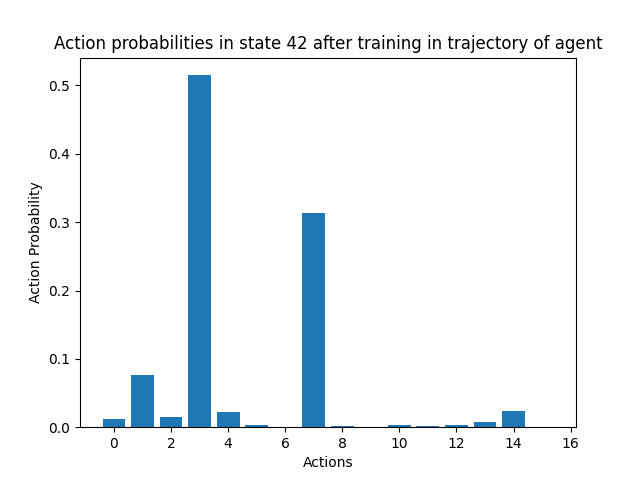 Action probabilities in state 42 after training in trajectory of agent
0.5
0.4
0.3
0.2
0.1
0.0
Action Probability
0 2 4 6 8 10 12 14 16
Actions